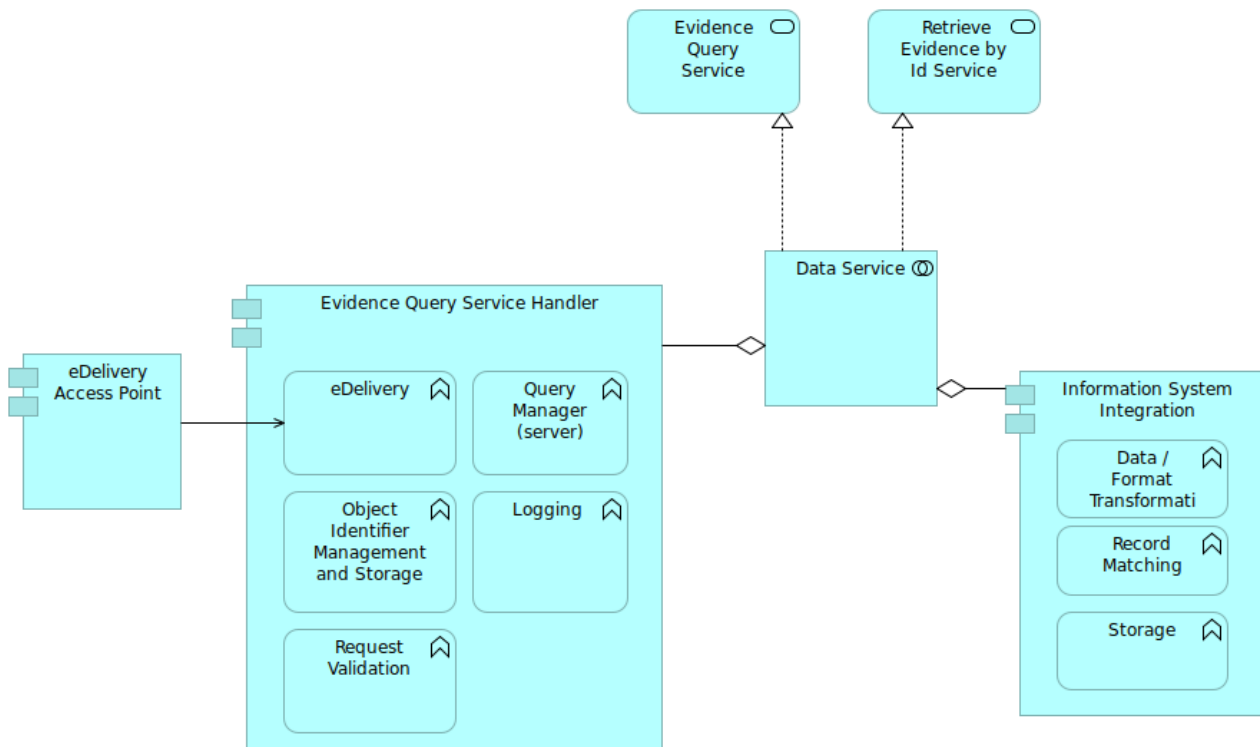 Evidence
Query
Service
Retrieve
Evidence by
Id Service
Data Service
Evidence Query Service Handler
eDelivery
Access Point
eDelivery
Query
Manager
(server)
Object
Identifier
Management
and Storage
Logging
Request
Validation
Information System
Integration
Data /
Format
Transformati
Record
Matching
Storage